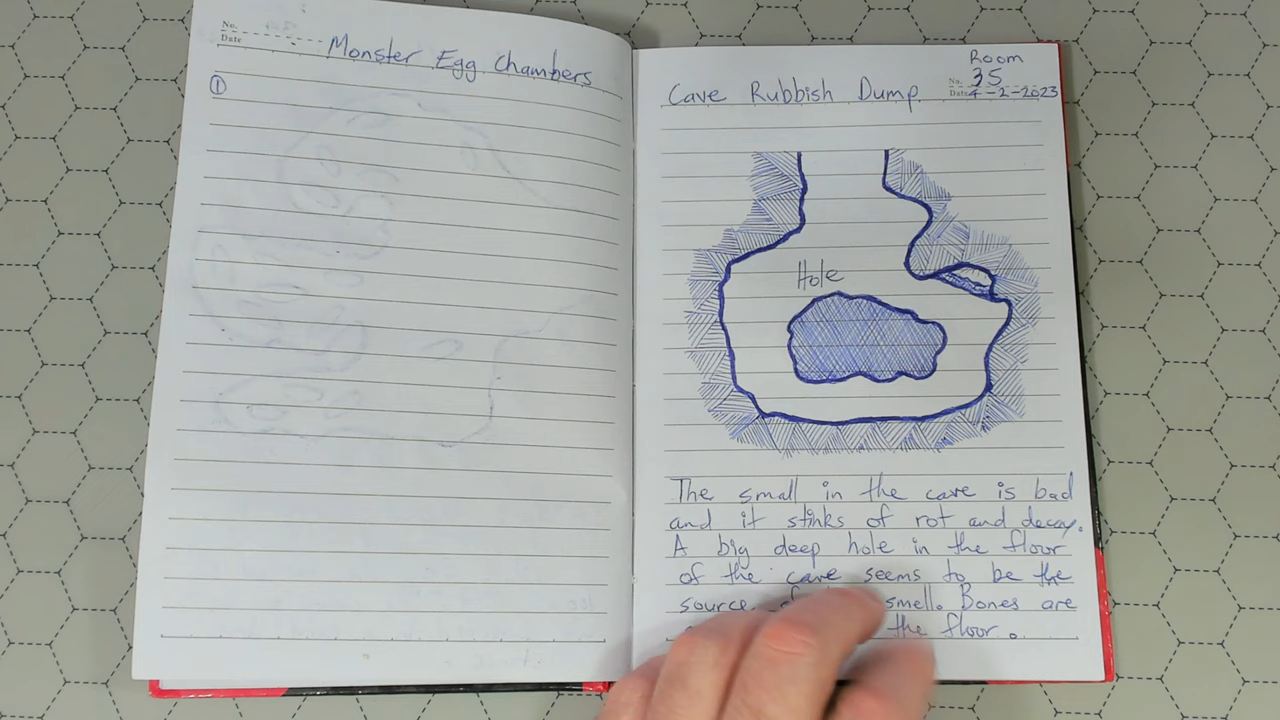 No.
Date
Monster Egg Chambers
①
Room
Cave Rubbish Dump
No. 35
Date 4-2-2023
Hole
The small in the cave is bad
and it stinks of rot and decay.
A big deep hole in the floor
of the cave seems to be the
source smell. Bones are
the floor.